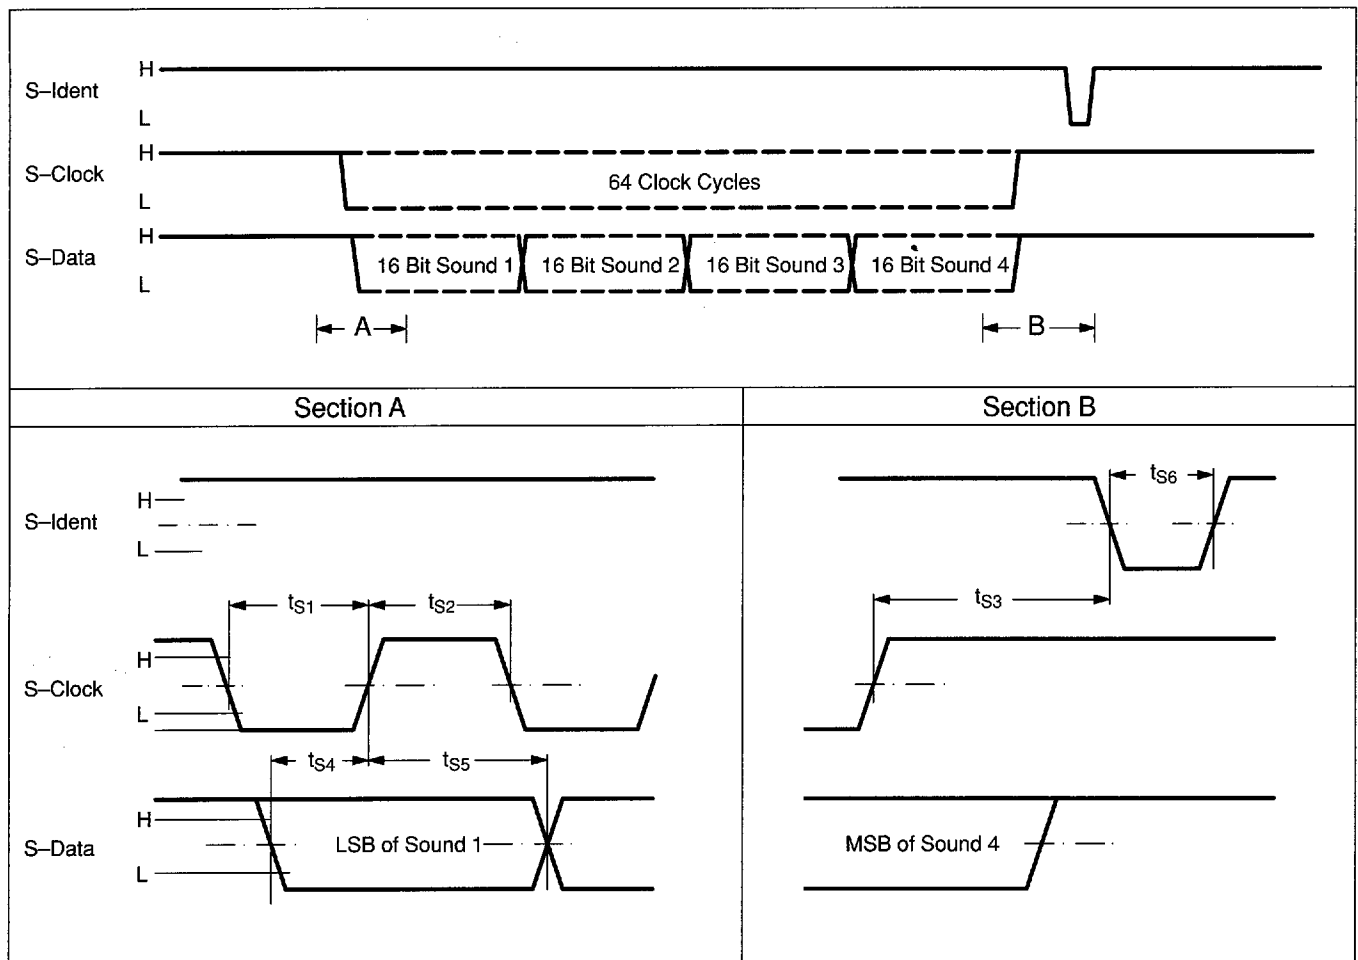 S–Ident H
L
S–Clock H
64 Clock Cycles
L
S–Data H
16 Bit Sound 1 16 Bit Sound 2 16 Bit Sound 3 16 Bit Sound 4
L
A B
Section A Section B
tS6
S–Ident H
L
tS1 tS2 tS3
S–Clock H
L
tS4 tS5
S–Data H
LSB of Sound 1 MSB of Sound 4
L